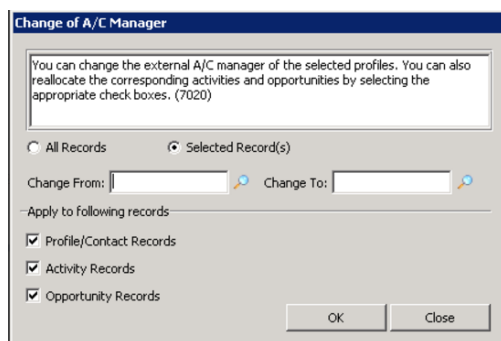 Change of A/C Manager
You can change the external A/C manager of the selected profiles. You can also
reallocate the corresponding activities and opportunities by selecting the
appropriate check boxes. (7020)
All Records Selected Record(s)
Change From: Change To:
Apply to following records
Profile/Contact Records
Activity Records
Opportunity Records
OK Close